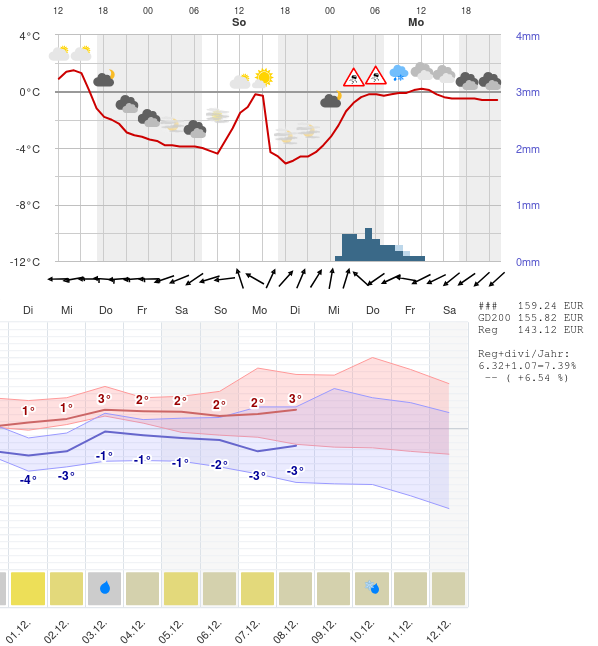 12 18 00 06 12 18 00 06 12 18
So Mo
4°C 4mm
0°C 3mm
-4°C 2mm
-8°C 1mm
-12°C 0mm
Di Mi Do Fr Sa So Mo Di Mi Do Fr Sa
### 159.24 EUR
GD200 155.82 EUR
Reg 143.12 EUR
Reg+divi/Jahr:
6.32+1.07=7.39%
-- ( +6.54 %)
1° 1° 3° 2° 2° 2° 2° 3°
-4° -3° -1° -1° -1° -2° -3° -3°
01.12. 02.12. 03.12. 04.12. 05.12. 06.12. 07.12. 08.12. 09.12. 10.12. 11.12. 12.12.